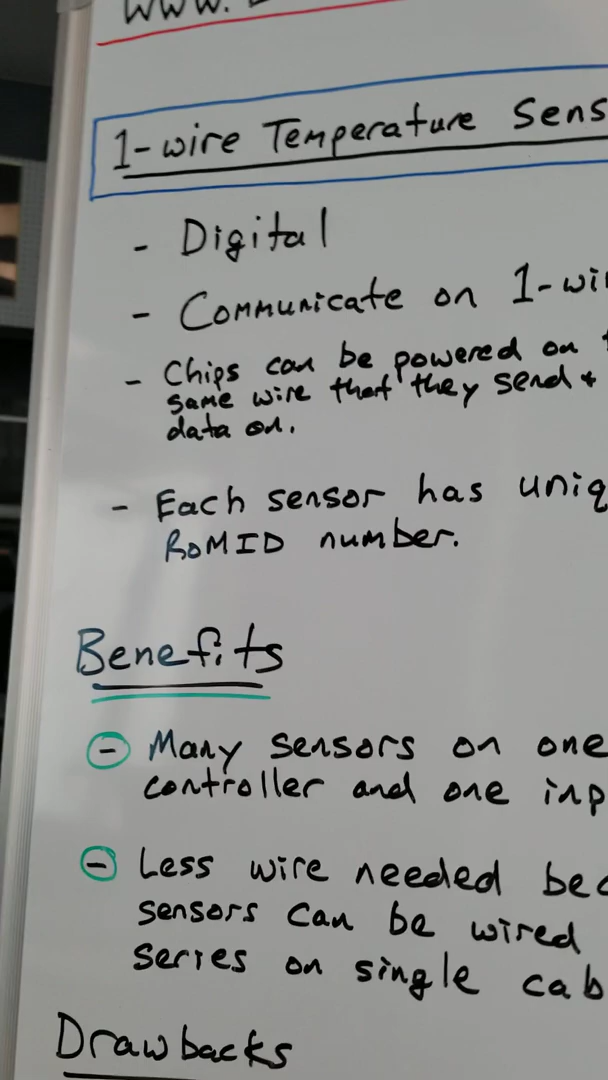 www.
1-wire Temperature Sens
- Digital
- Communicate on 1-wi
- Chips can be powered on
same wire that they send +
data on.
- Each sensor has uniq
ROMID number.
Benefits
- Many sensors on one
controller and one inp
- Less wire needed bec
sensors can be wired
series on single cab
Drawbacks